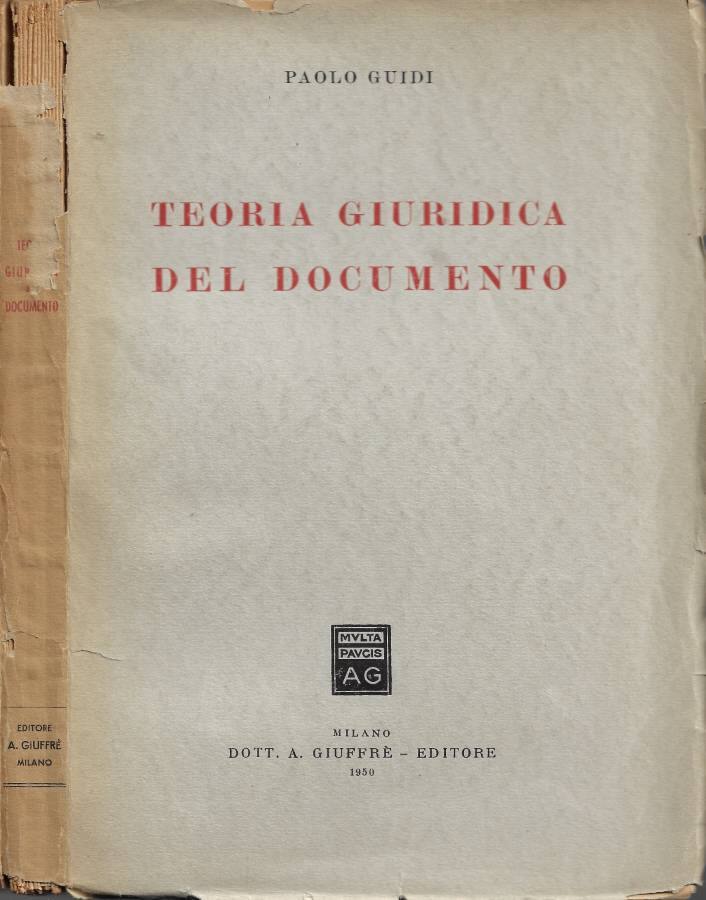 PAOLO GUIDI
TEORIA GIURIDICA
DEL DOCUMENTO
MVLTA
PAVCIS
AG
MILANO
DOTT. A. GIUFFRÈ – EDITORE
1950
DOCUMENTO
EDITORE
A. GIUFFRÈ
MILANO